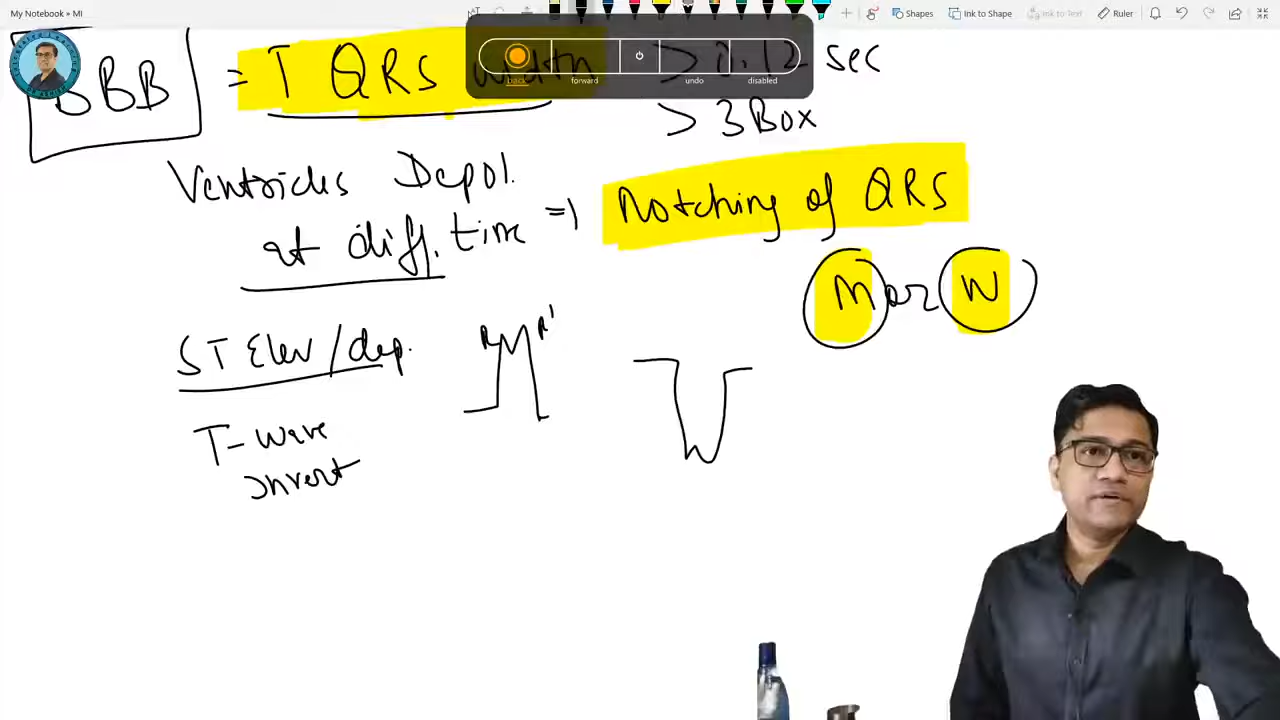 My Notebook > MI
Shapes
Ink to Shape
Ink to Text
Ruler
back
forward
undo
disabled
BBB
= ↑ QRS width > 0.12 sec
> 3 Box
Ventricles Depol.
at diff. time => Notching of QRS
M or W
ST Elev / dep.
R R'
T-wave
invert